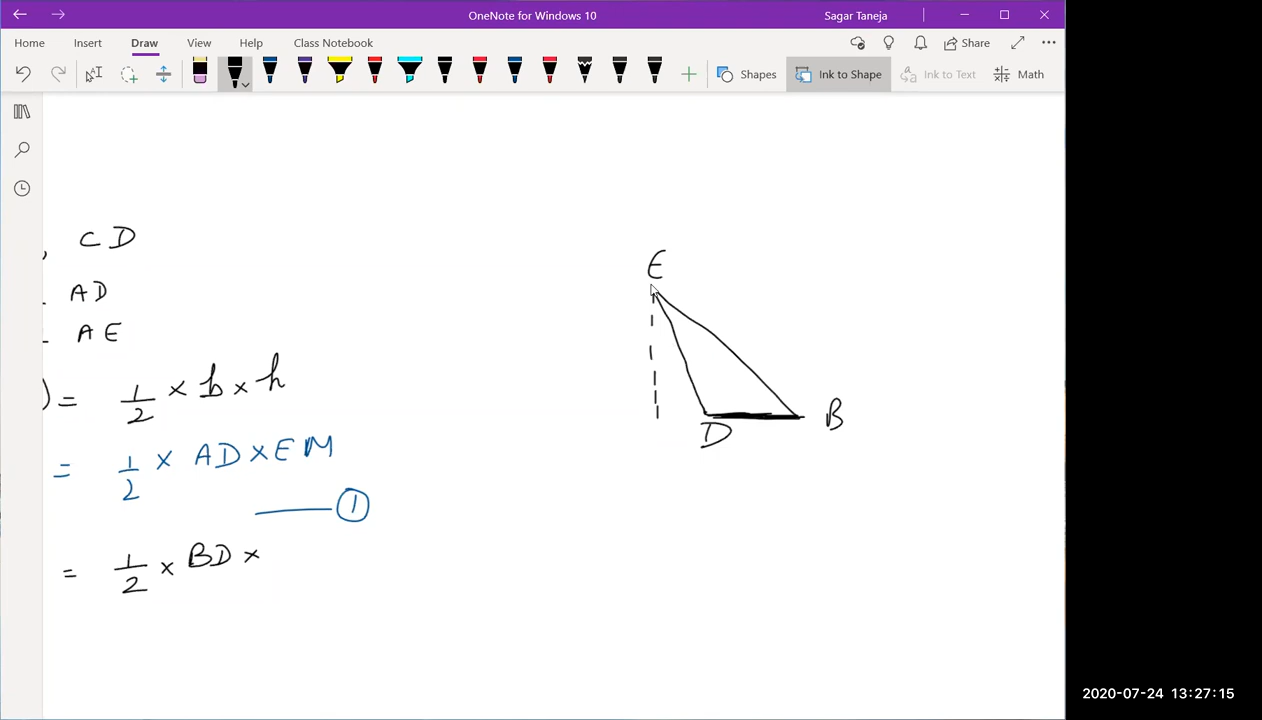 OneNote for Windows 10
Sagar Taneja
Home Insert Draw View Help Class Notebook
Share
Shapes Ink to Shape Ink to Text Math
, CD
AD
AE
) = 1/2 × b × h
= 1/2 × AD × EM
1
= 1/2 × BD ×
E
D
B
2020-07-24 13:27:15